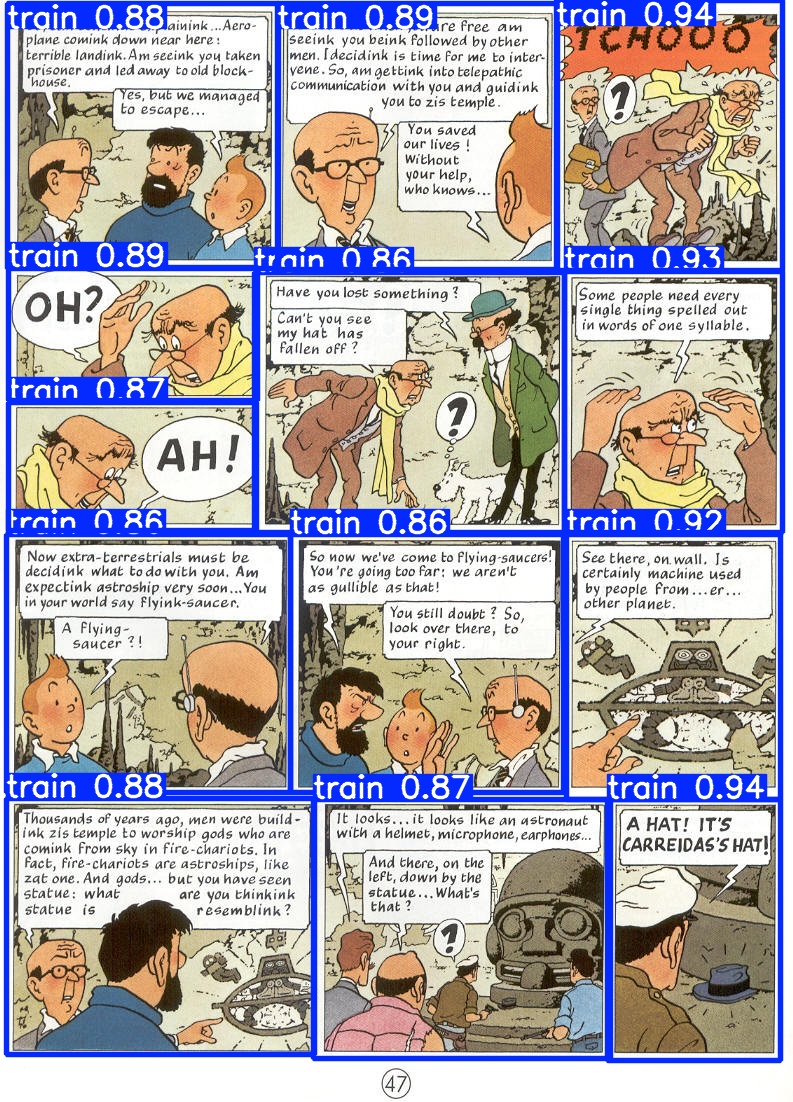 train 0.88
plainink...Aero-
plane comink down near here:
terrible landink. Am seeink you taken
prisoner and led away to old block-
house.
Yes, but we managed
to escape...
train 0.89
are free am
seeink you beink followed by other
men. I decidink is time for me to inter-
vene. So, am gettink into telepathic
communication with you and guidink
you to zis temple.
You saved
our lives!
Without
your help,
who knows...
train 0.94
TCHOOO
?
train 0.89
OH?
train 0.87
AH!
train 0.86
Have you lost something?
Can't you see
my hat has
fallen off?
?
train 0.93
Some people need every
single thing spelled out
in words of one syllable.
train 0.86
Now extra-terrestrials must be
decidink what to do with you. Am
expectink astroship very soon...You
in your world say flyink-saucer.
A flying-
saucer?!
train 0.86
So now we've come to flying-saucers!
You're going too far: we aren't
as gullible as that!
You still doubt? So,
look over there, to
your right.
train 0.92
See there, on wall. Is
certainly machine used
by people from...er...
other planet.
train 0.88
Thousands of years ago, men were build-
ink zis temple to worship gods who are
comink from sky in fire-chariots. In
fact, fire-chariots are astroships, like
zat one. And gods... but you have seen
statue: what are you thinkink
statue is resemblink?
train 0.87
It looks...it looks like an astronaut
with a helmet, microphone, earphones...
And there, on the
left, down by the
statue...What's
that?
?
train 0.94
A HAT! IT'S
CARREIDAS'S HAT!
47